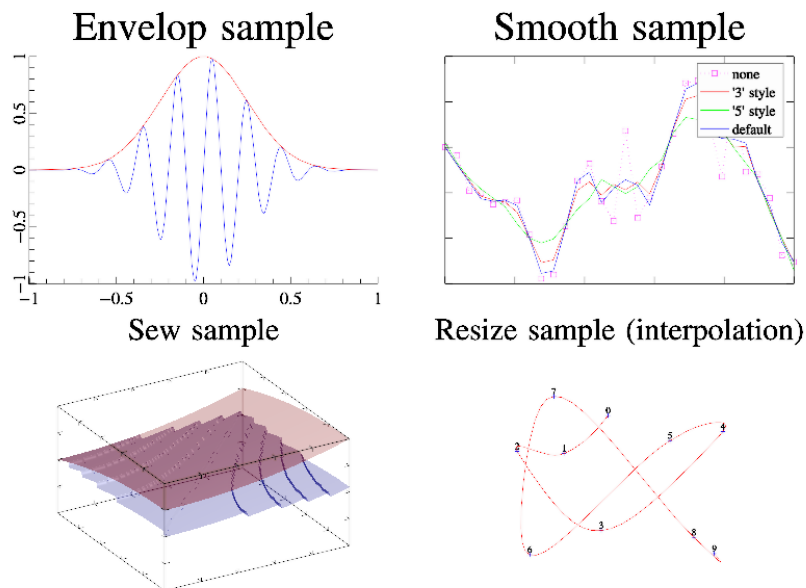 Envelop sample
Smooth sample
1
0.5
0
−0.5
−1
−1
−0.5
0
0.5
1
none
'3' style
'5' style
default
Sew sample
Resize sample (interpolation)
7
0
2
1
5
4
3
6
8
9